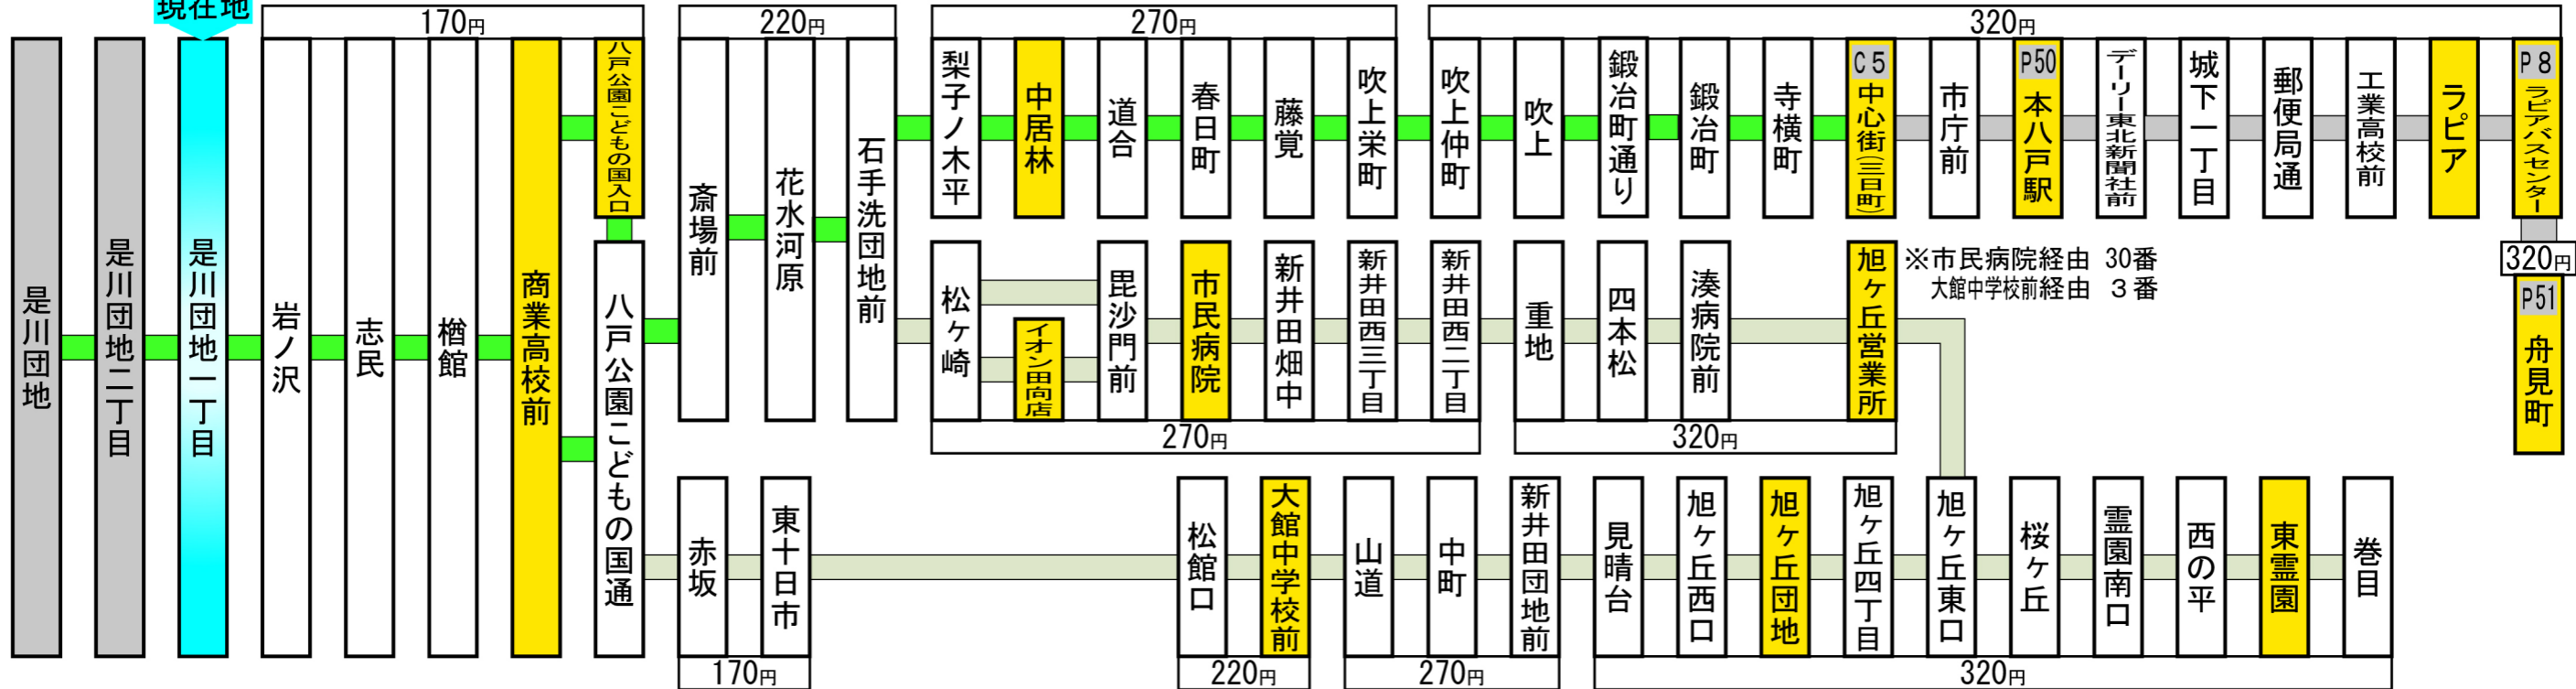 現在地
170円
220円
270円
320円
是川団地
是川団地二丁目
是川団地一丁目
岩ノ沢
志民
楢館
商業高校前
八戸公園こどもの国入口
八戸公園こどもの国通
斎場前
花水河原
石手洗団地前
梨子ノ木平
中居林
道合
春日町
藤覚
吹上栄町
吹上仲町
吹上
鍛冶町通り
鍛冶町
寺横町
C5
中心街(三日町)
市庁前
P50
本八戸駅
デーリー東北新聞社前
城下一丁目
郵便局通
工業高校前
ラピア
P8
ラピアバスセンター
320円
P51
舟見町
松ヶ崎
イオン田向店
毘沙門前
市民病院
新井田畑中
新井田西三丁目
新井田西二丁目
重地
四本松
湊病院前
旭ヶ丘営業所
※市民病院経由 30番
大館中学校前経由 3番
270円
320円
赤坂
東十日市
松館口
大館中学校前
山道
中町
新井田団地前
見晴台
旭ヶ丘西口
旭ヶ丘団地
旭ヶ丘四丁目
旭ヶ丘東口
桜ヶ丘
霊園南口
西の平
東霊園
巻目
170円
220円
270円
320円